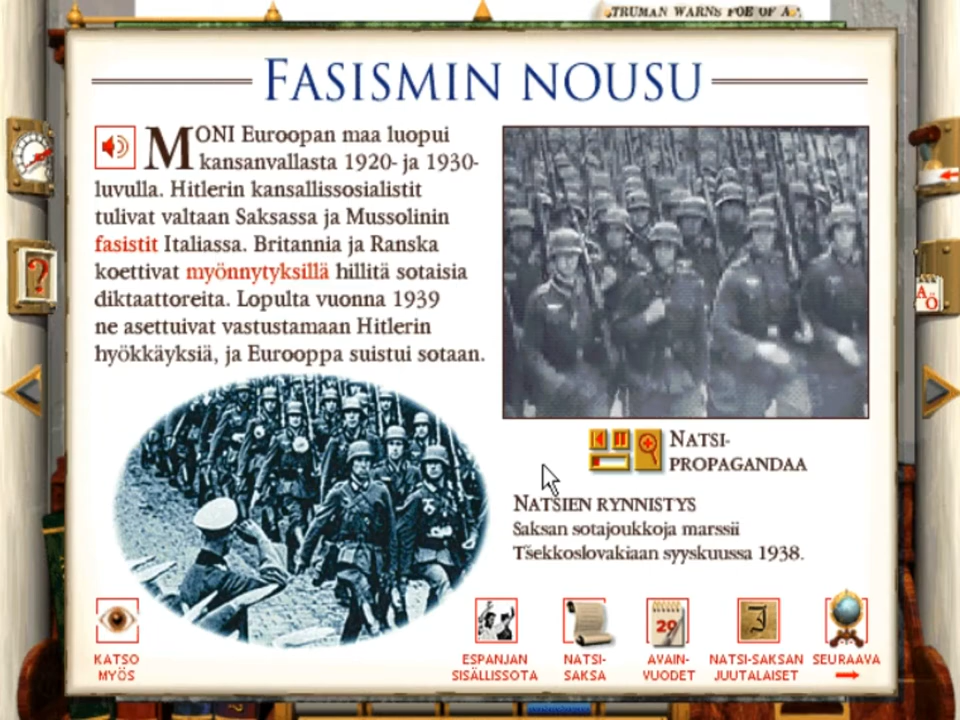 TRUMAN WARNS FOE OF A
FASISMIN NOUSU
MONI Euroopan maa luopui
kansanvallasta 1920- ja 1930-
luvulla. Hitlerin kansallissosialistit
tulivat valtaan Saksassa ja Mussolinin
fasistit Italiassa. Britannia ja Ranska
koettivat myönnytyksillä hillitä sotaisia
diktaattoreita. Lopulta vuonna 1939
ne asettuivat vastustamaan Hitlerin
hyökkäyksiä, ja Eurooppa suistui sotaan.
?
A
Ö
NATSI-
PROPAGANDAA
NATSIEN RYNNISTYS
Saksan sotajoukkoja marssii
Tšekkoslovakiaan syyskuussa 1938.
29
KATSO
MYÖS
ESPANJAN
SISÄLLISSOTA
NATSI-
SAKSA
AVAIN-
VUODET
NATSI-SAKSAN
JUUTALAISET
SEURAAVA